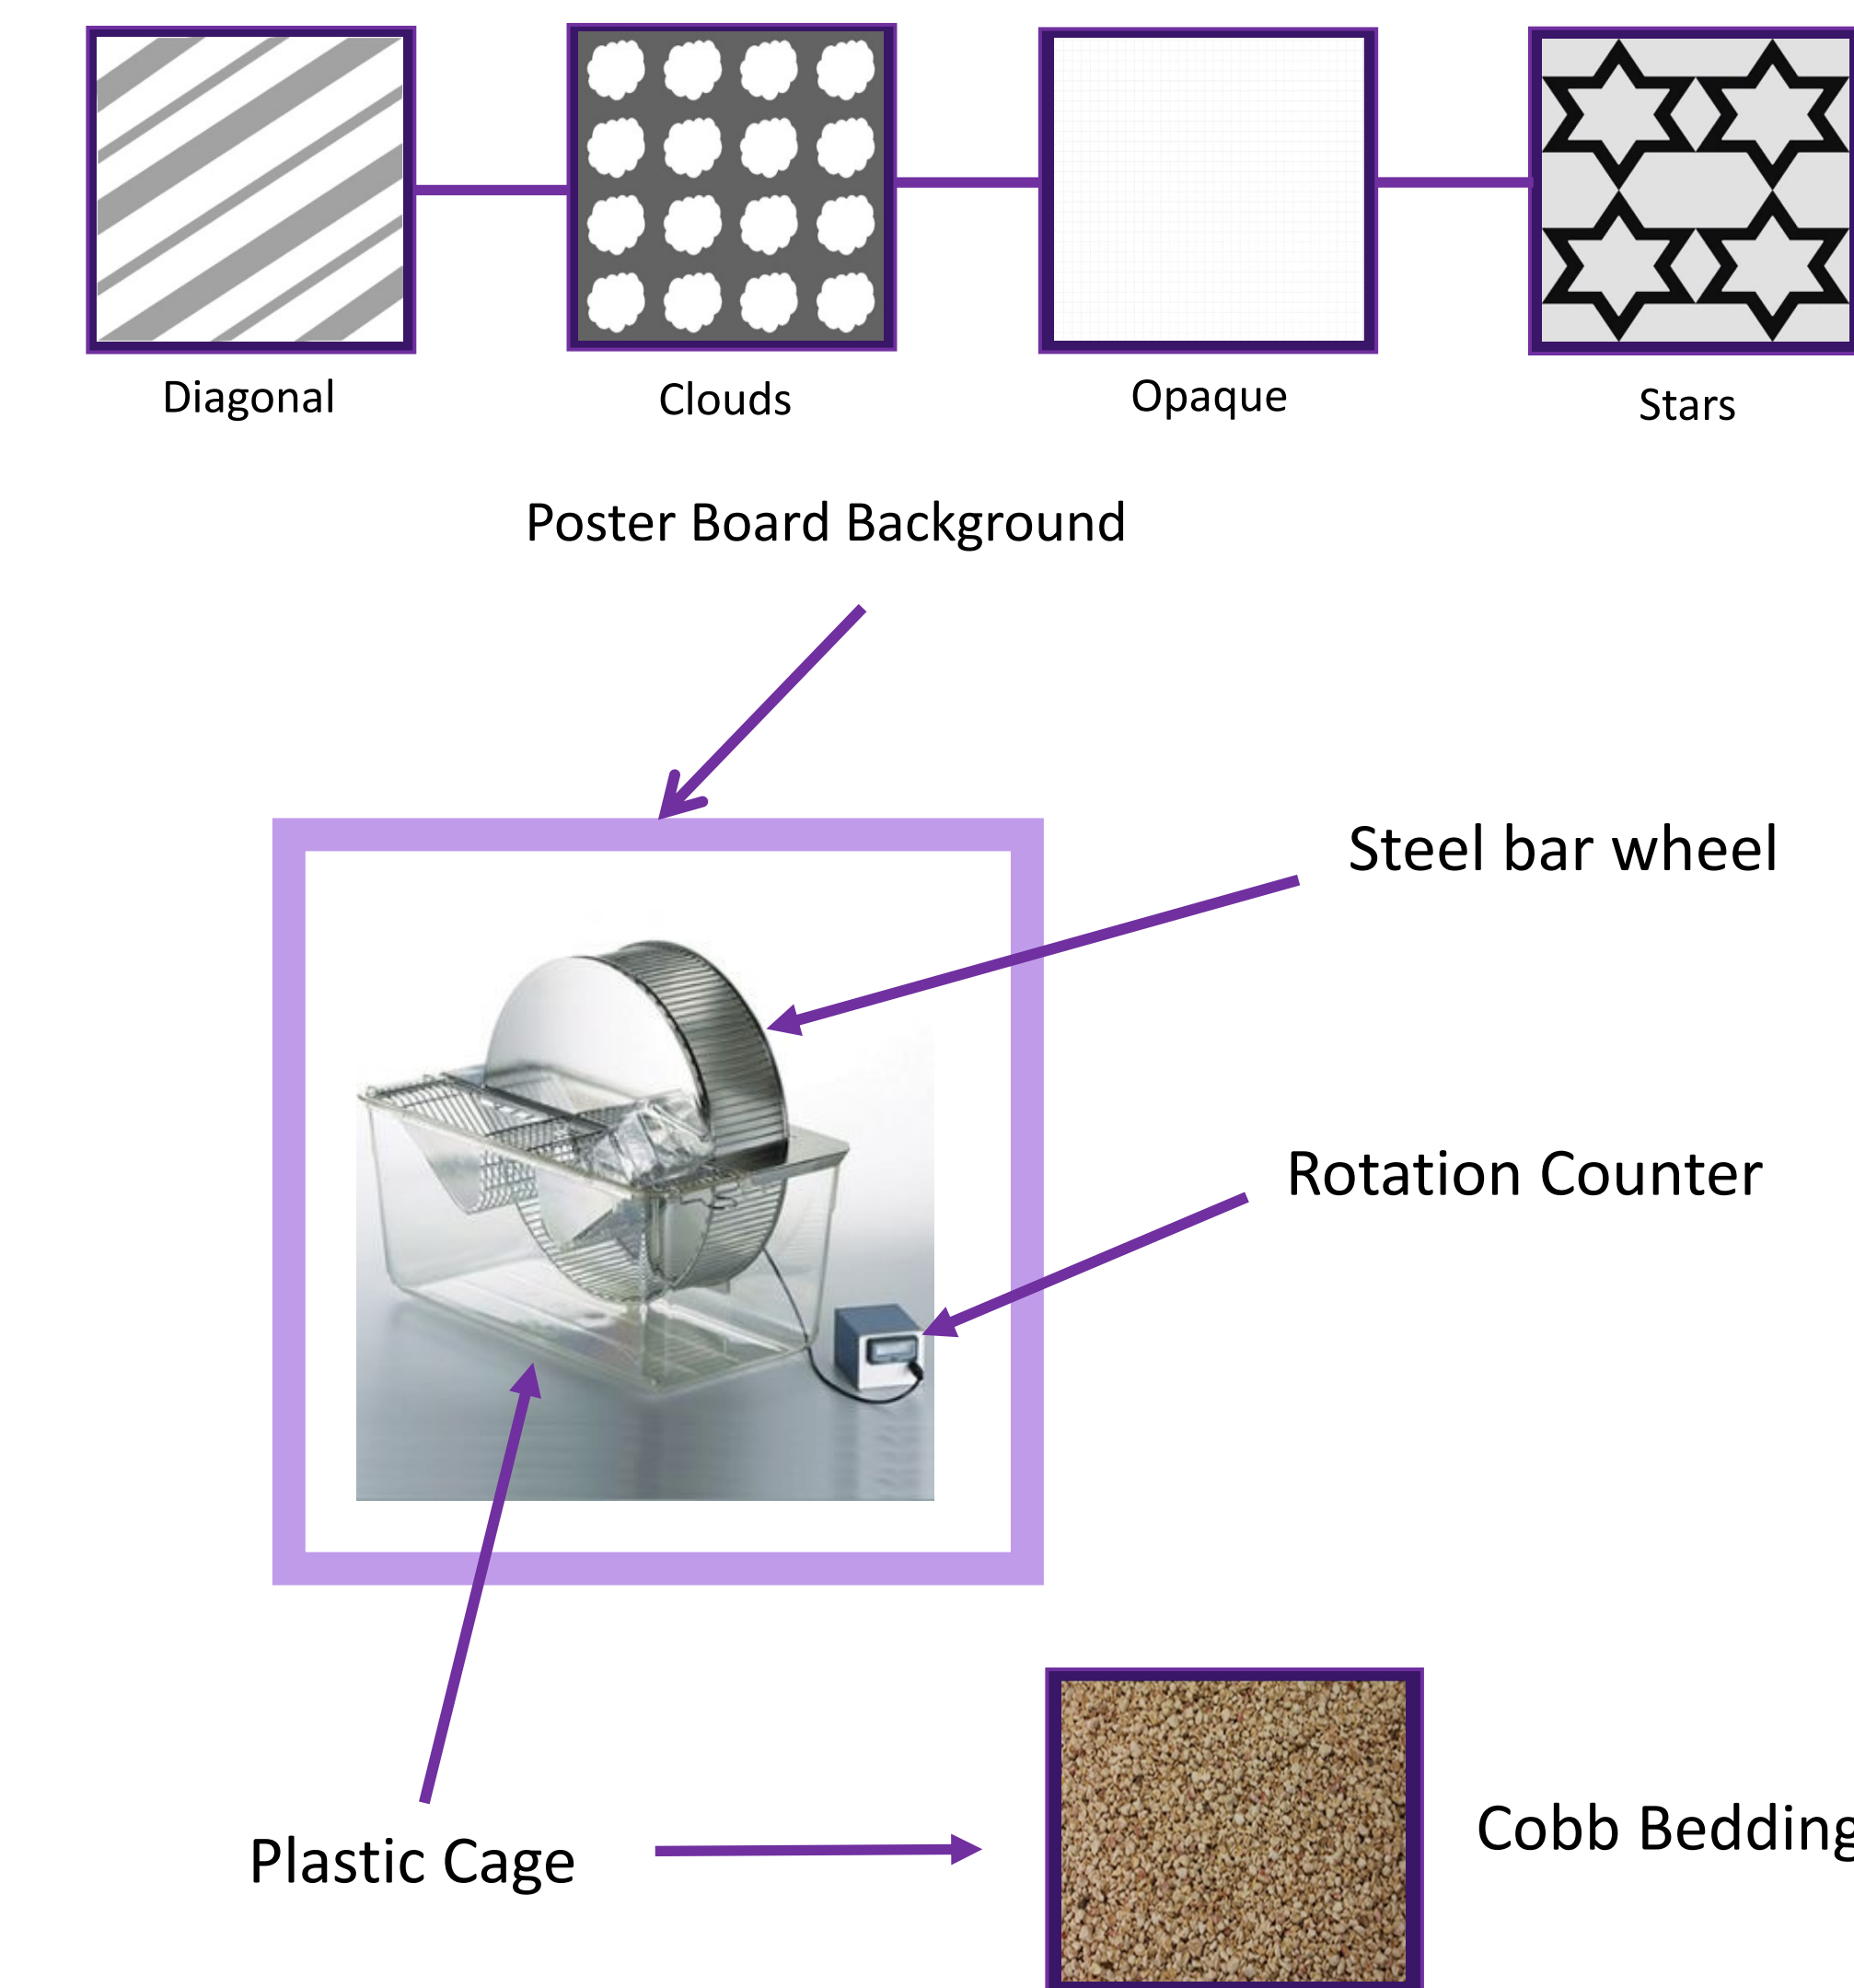 Diagonal
Clouds
Opaque
Stars
Poster Board Background
Steel bar wheel
Rotation Counter
Plastic Cage
Cobb Bedding